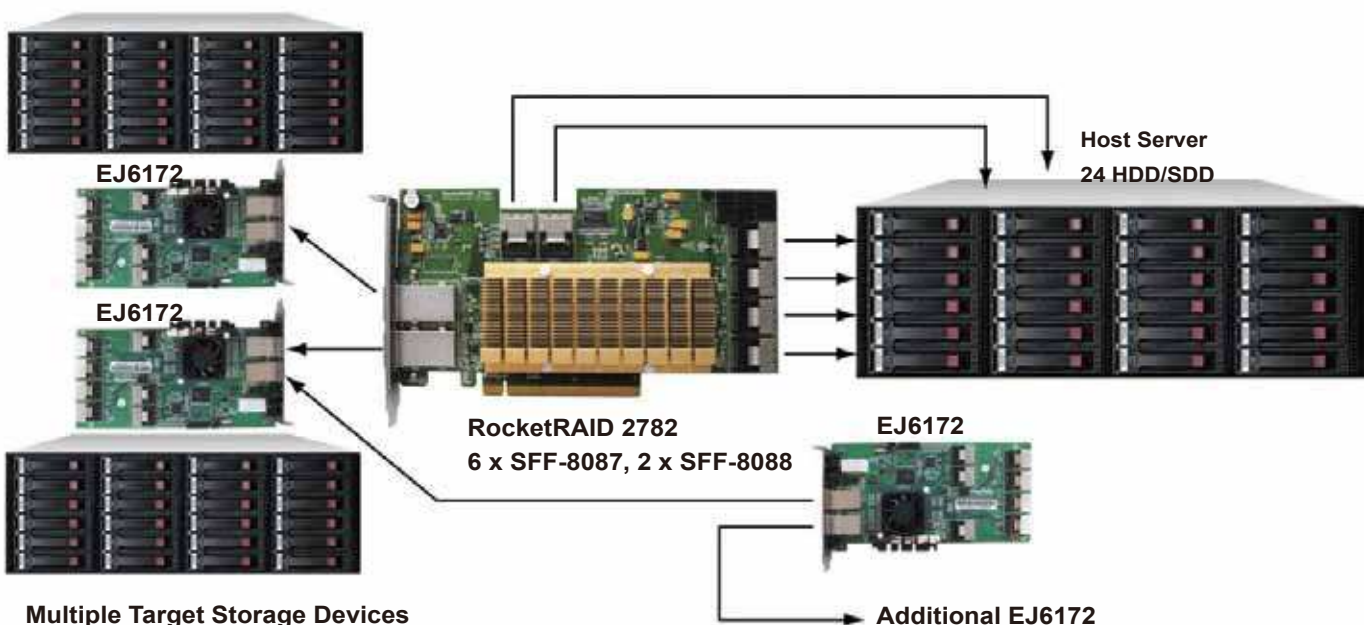 EJ6172
EJ6172
Host Server
24 HDD/SDD
RocketRAID 2782
6 x SFF-8087, 2 x SFF-8088
EJ6172
Multiple Target Storage Devices
Additional EJ6172